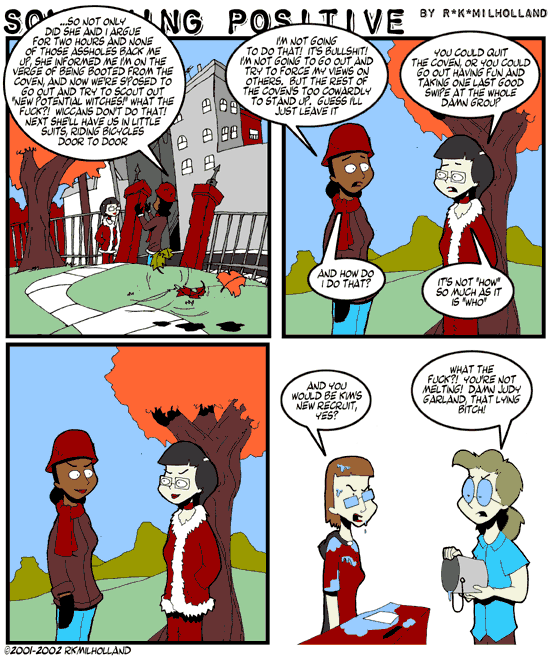 SOMETHING POSITIVE
BY R*K*MILHOLLAND
...SO NOT ONLY
DID SHE AND I ARGUE
FOR TWO HOURS AND NONE
OF THOSE ASSHOLES BACK ME
UP, SHE INFORMED ME I'M ON THE
VERGE OF BEING BOOTED FROM THE
COVEN, AND NOW WE'RE S'POSED TO
GO OUT AND TRY TO SCOUT OUT
"NEW POTENTIAL WITCHES!" WHAT THE
FUCK?! WICCANS DON'T DO THAT!
NEXT SHE'LL HAVE US IN LITTLE
SUITS, RIDING BICYCLES
DOOR TO DOOR
I'M NOT GOING
TO DO THAT! IT'S BULLSHIT!
I'M NOT GOING TO GO OUT AND
TRY TO FORCE MY VIEWS ON
OTHERS, BUT THE REST OF
THE COVEN'S TOO COWARDLY
TO STAND UP. GUESS I'LL
JUST LEAVE IT
YOU COULD QUIT
THE COVEN, OR YOU COULD
GO OUT HAVING FUN AND
TAKING ONE LAST GOOD
SWIPE AT THE WHOLE
DAMN GROUP
AND HOW DO
I DO THAT?
IT'S NOT "HOW"
SO MUCH AS IT
IS "WHO"
AND YOU
WOULD BE KIM'S
NEW RECRUIT,
YES?
WHAT THE
FUCK?! YOU'RE NOT
MELTING! DAMN JUDY
GARLAND, THAT LYING
BITCH!
©2001-2002 RKMILHOLLAND